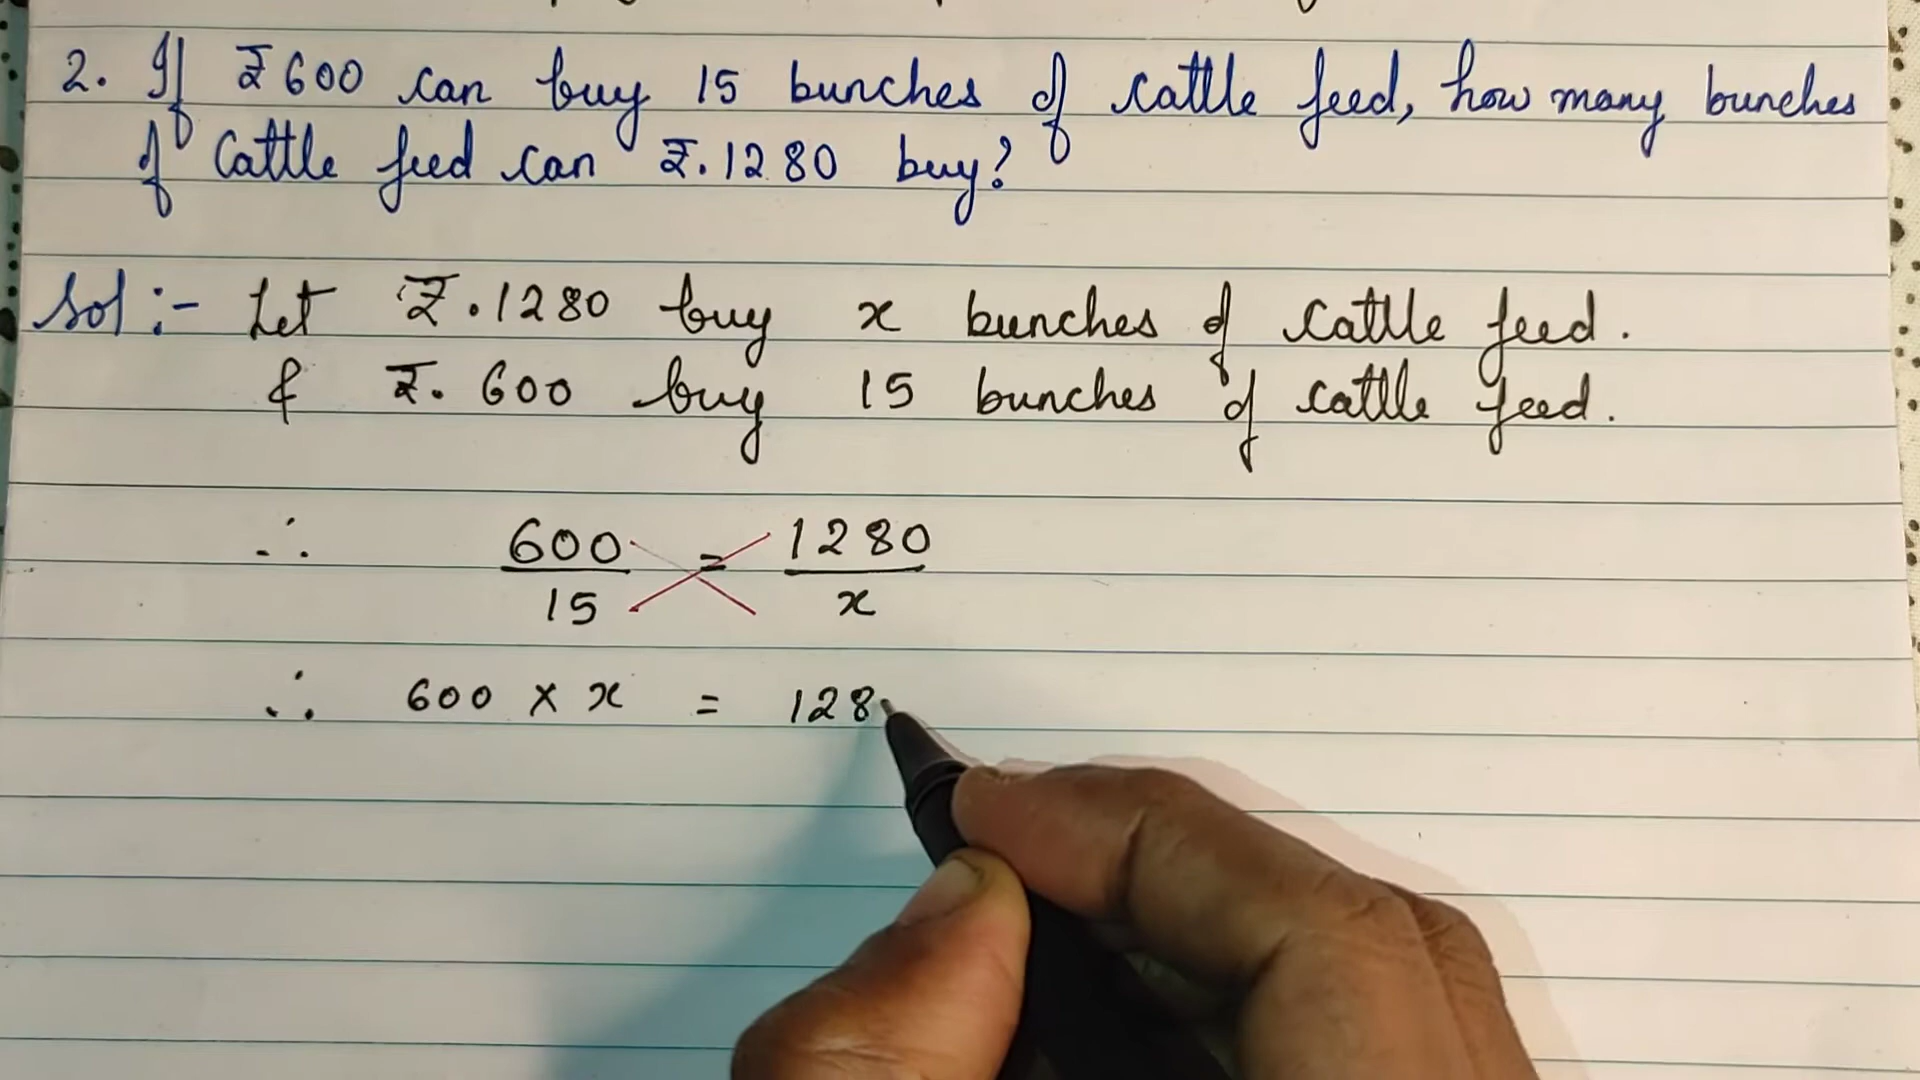 2. If ₹600 can buy 15 bunches of cattle feed, how many bunches
of Cattle feed can ₹.1280 buy?
Sol :- Let ₹.1280 buy x bunches of cattle feed.
& ₹. 600 buy 15 bunches of cattle feed.
∴ 600/15 = 1280/x
∴ 600 × x = 128